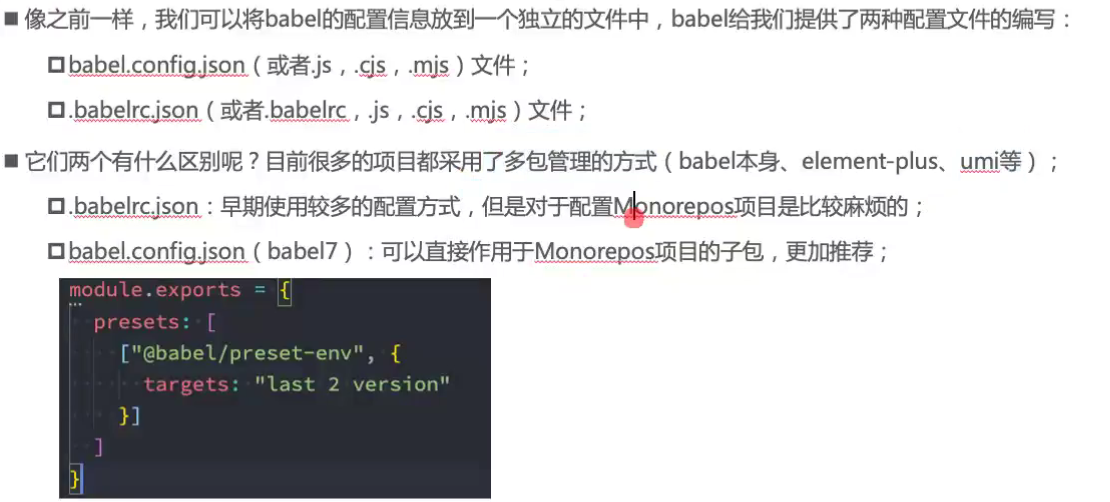 ■ 像之前一样，我们可以将babel的配置信息放到一个独立的文件中，babel给我们提供了两种配置文件的编写：
babel.config.json（或者.js，.cjs，.mjs）文件；
.babelrc.json（或者.babelrc，.js，.cjs，.mjs）文件；
■ 它们两个有什么区别呢？目前很多的项目都采用了多包管理的方式（babel本身、element-plus、umi等）；
.babelrc.json：早期使用较多的配置方式，但是对于配置Monorepos项目是比较麻烦的；
babel.config.json（babel7）：可以直接作用于Monorepos项目的子包，更加推荐；
module.exports = {
presets: [
["@babel/preset-env", {
targets: "last 2 version"
}]
]
}